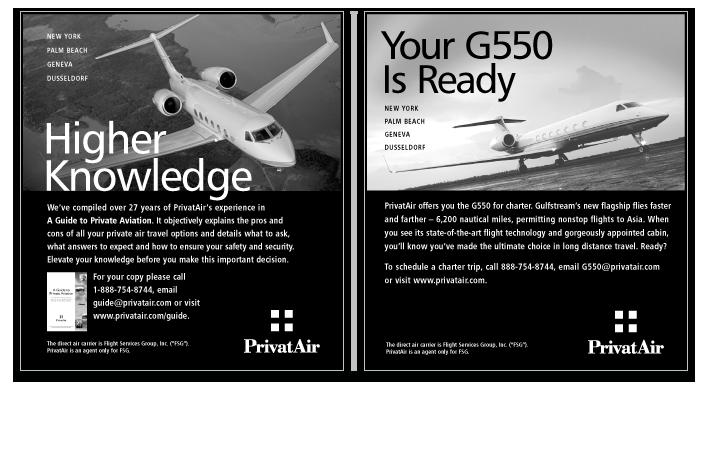 NEW YORK
PALM BEACH
GENEVA
DUSSELDORF
Higher
Knowledge
We've compiled over 27 years of PrivatAir's experience in
A Guide to Private Aviation. It objectively explains the pros and
cons of all your private air travel options and details what to ask,
what answers to expect and how to ensure your safety and security.
Elevate your knowledge before you make this important decision.
A Guide to
Private Aviation
For your copy please call
1-888-754-8744, email
guide@privatair.com or visit
www.privatair.com/guide.
The direct air carrier is Flight Services Group, Inc. ("FSG").
PrivatAir is an agent only for FSG.
PrivatAir
Your G550
Is Ready
NEW YORK
PALM BEACH
GENEVA
DUSSELDORF
PrivatAir offers you the G550 for charter. Gulfstream's new flagship flies faster
and farther – 6,200 nautical miles, permitting nonstop flights to Asia. When
you see its state-of-the-art flight technology and gorgeously appointed cabin,
you'll know you've made the ultimate choice in long distance travel. Ready?
To schedule a charter trip, call 888-754-8744, email G550@privatair.com
or visit www.privatair.com.
The direct air carrier is Flight Services Group, Inc. ("FSG").
PrivatAir is an agent only for FSG.
PrivatAir